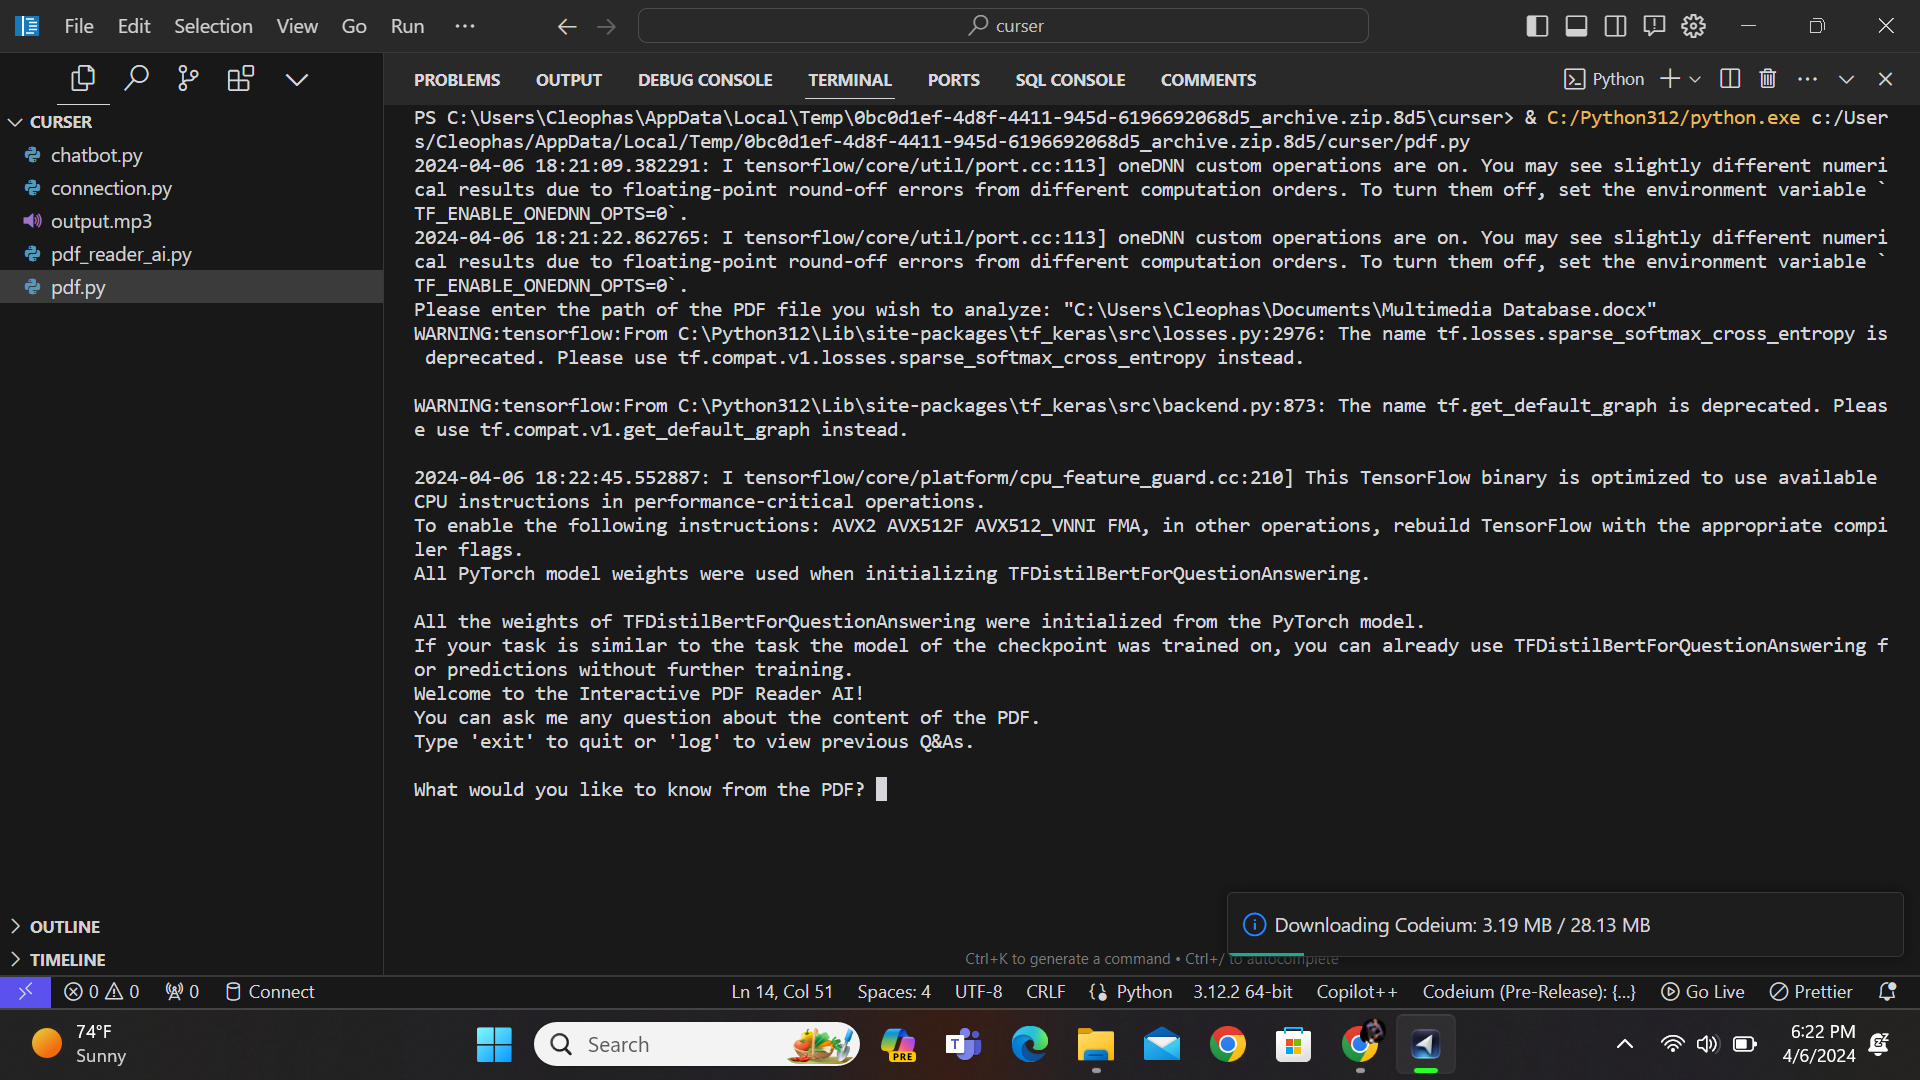 File Edit Selection View Go Run ···
curser
PROBLEMS OUTPUT DEBUG CONSOLE TERMINAL PORTS SQL CONSOLE COMMENTS
Python
CURSER
chatbot.py
connection.py
output.mp3
pdf_reader_ai.py
pdf.py
PS C:\Users\Cleophas\AppData\Local\Temp\0bc0d1ef-4d8f-4411-945d-6196692068d5_archive.zip.8d5\curser> & C:/Python312/python.exe c:/User
s/Cleophas/AppData/Local/Temp/0bc0d1ef-4d8f-4411-945d-6196692068d5_archive.zip.8d5/curser/pdf.py
2024-04-06 18:21:09.382291: I tensorflow/core/util/port.cc:113] oneDNN custom operations are on. You may see slightly different numeri
cal results due to floating-point round-off errors from different computation orders. To turn them off, set the environment variable `
TF_ENABLE_ONEDNN_OPTS=0`.
2024-04-06 18:21:22.862765: I tensorflow/core/util/port.cc:113] oneDNN custom operations are on. You may see slightly different numeri
cal results due to floating-point round-off errors from different computation orders. To turn them off, set the environment variable `
TF_ENABLE_ONEDNN_OPTS=0`.
Please enter the path of the PDF file you wish to analyze: "C:\Users\Cleophas\Documents\Multimedia Database.docx"
WARNING:tensorflow:From C:\Python312\Lib\site-packages\tf_keras\src\losses.py:2976: The name tf.losses.sparse_softmax_cross_entropy is
deprecated. Please use tf.compat.v1.losses.sparse_softmax_cross_entropy instead.
WARNING:tensorflow:From C:\Python312\Lib\site-packages\tf_keras\src\backend.py:873: The name tf.get_default_graph is deprecated. Pleas
e use tf.compat.v1.get_default_graph instead.
2024-04-06 18:22:45.552887: I tensorflow/core/platform/cpu_feature_guard.cc:210] This TensorFlow binary is optimized to use available
CPU instructions in performance-critical operations.
To enable the following instructions: AVX2 AVX512F AVX512_VNNI FMA, in other operations, rebuild TensorFlow with the appropriate compi
ler flags.
All PyTorch model weights were used when initializing TFDistilBertForQuestionAnswering.
All the weights of TFDistilBertForQuestionAnswering were initialized from the PyTorch model.
If your task is similar to the task the model of the checkpoint was trained on, you can already use TFDistilBertForQuestionAnswering f
or predictions without further training.
Welcome to the Interactive PDF Reader AI!
You can ask me any question about the content of the PDF.
Type 'exit' to quit or 'log' to view previous Q&As.
What would you like to know from the PDF?
Downloading Codeium: 3.19 MB / 28.13 MB
Ctrl+K to generate a command • Ctrl+/ to autocomplete
OUTLINE
TIMELINE
0 0 0 Connect Ln 14, Col 51 Spaces: 4 UTF-8 CRLF Python 3.12.2 64-bit Copilot++ Codeium (Pre-Release): {...} Go Live Prettier
74°F
Sunny
Search
PRE
6:22 PM
4/6/2024